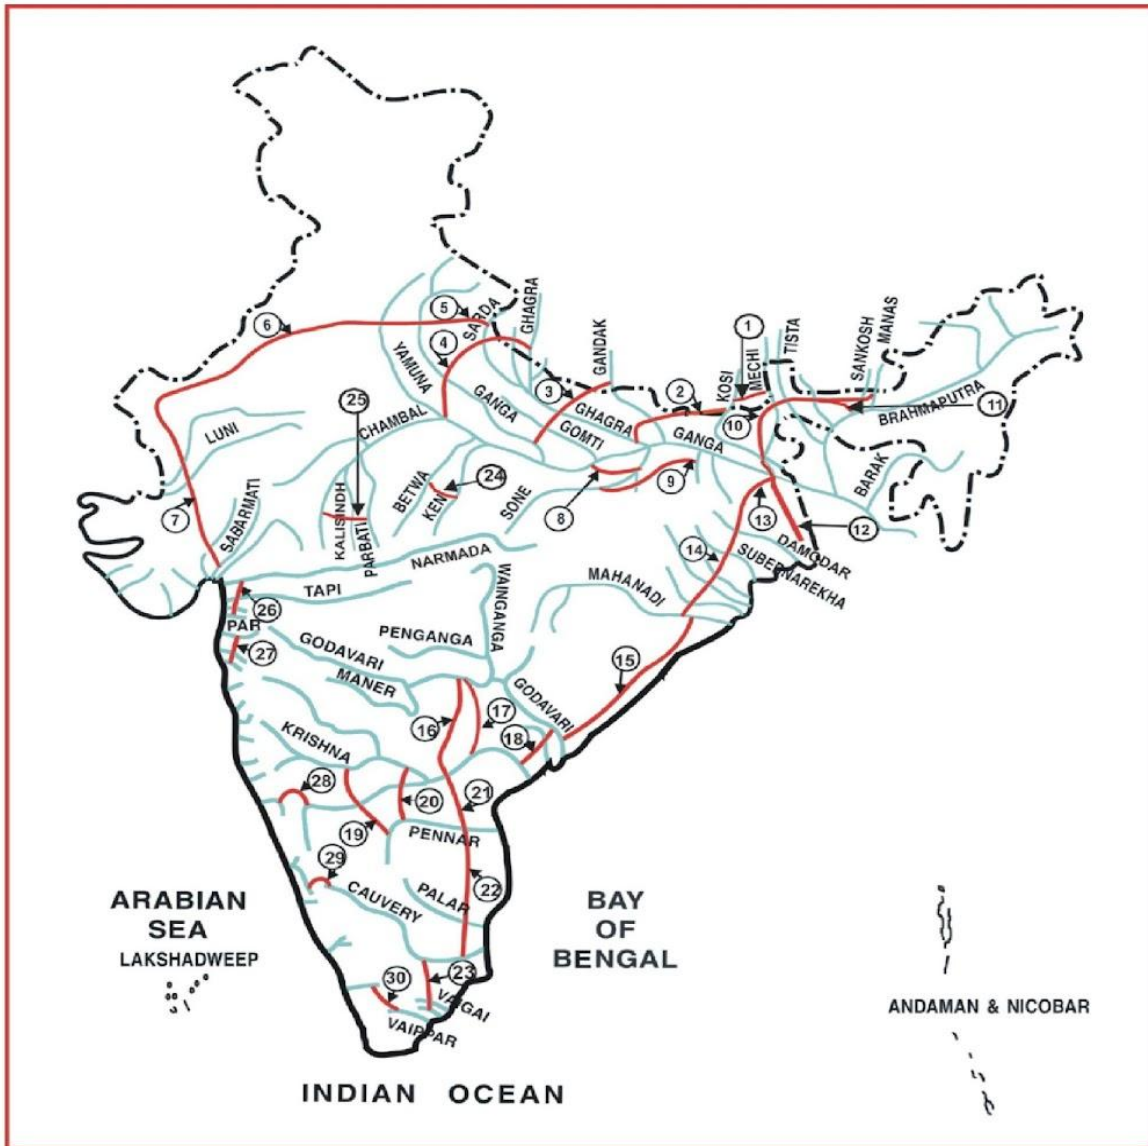 GHAGRA
5
SARDA
6
4
YAMUNA
GANDAK
1
TISTA
SANKOSH
MANAS
KOSI
MECHI
3
2
GANGA
GHAGRA
GOMTI
GANGA
10
11
BRAHMAPUTRA
25
LUNI
CHAMBAL
BETWA
KEN
24
SONE
8
9
BARAK
7
SABARMATI
KALISINDH
PARBATI
13
12
DAMODAR
SUBERNAREKHA
14
NARMADA
TAPI
WANGANGA
MAHANADI
26
PAR
27
GODAVARI
PENGANGA
MANER
15
GODAVARI
16
17
18
KRISHNA
28
20
21
19
PENNAR
29
22
CAUVERY
PALAR
ARABIAN
SEA
LAKSHADWEEP
BAY
OF
BENGAL
30
23
VAIGAI
VAIPPAR
ANDAMAN & NICOBAR
INDIAN OCEAN